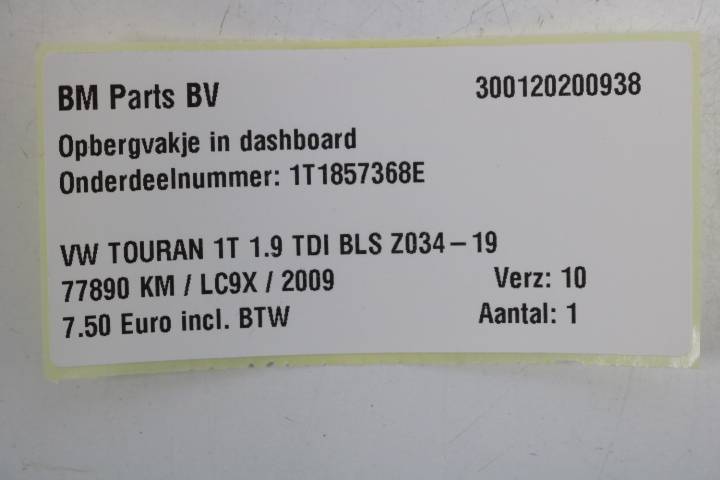 BM Parts BV 300120200938
Opbergvakje in dashboard
Onderdeelnummer: 1T1857368E
VW TOURAN 1T 1.9 TDI BLS Z034-19
77890 KM / LC9X / 2009 Verz: 10
7.50 Euro incl. BTW Aantal: 1